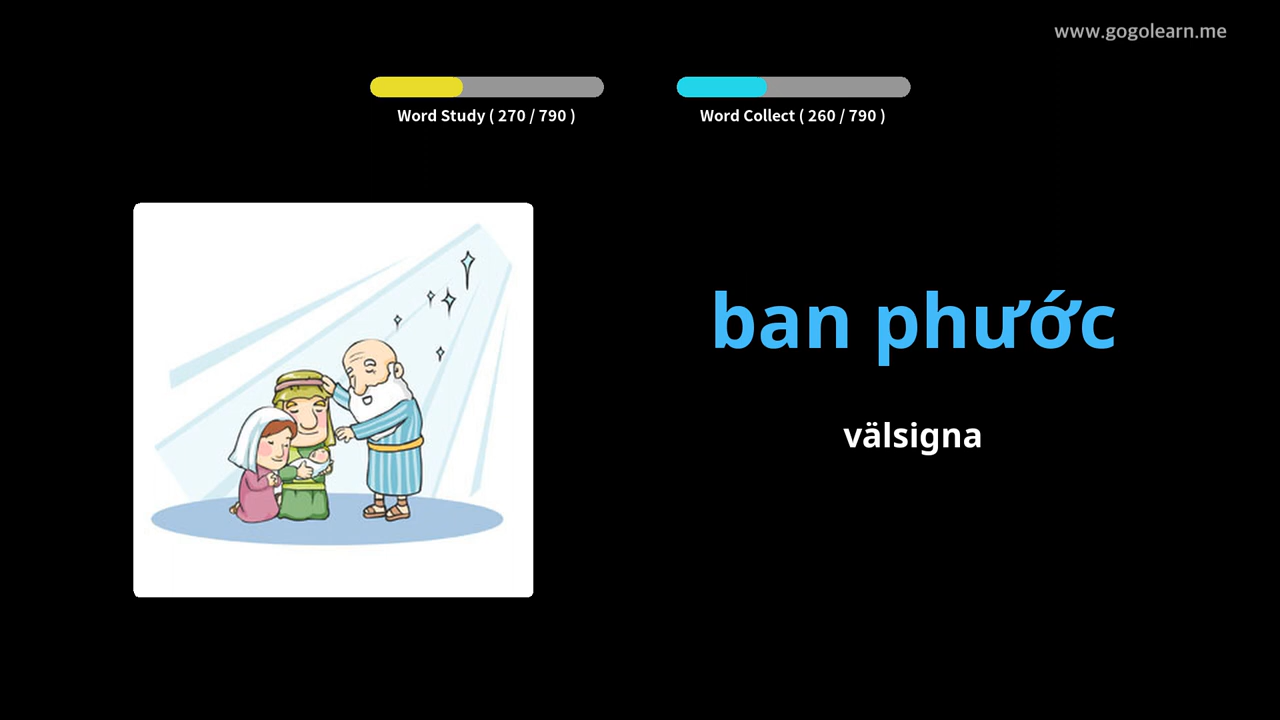 www.gogolearn.me
Word Study ( 270 / 790 )
Word Collect ( 260 / 790 )
ban phước
välsigna